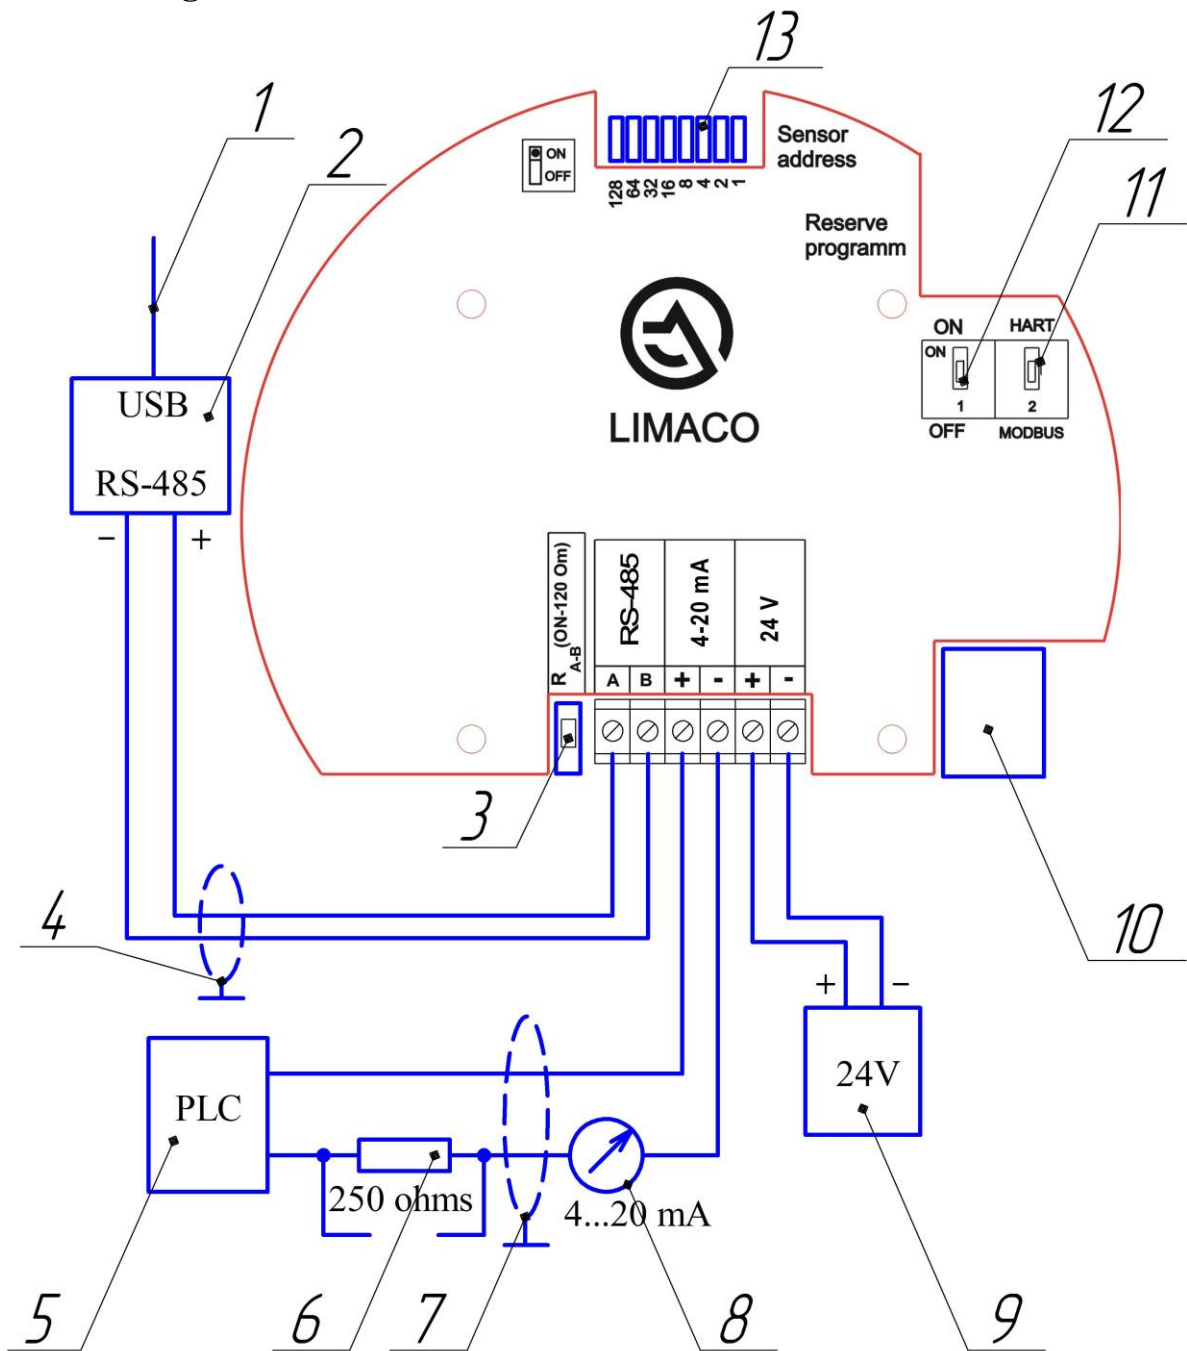 13
1
12
2
Sensor
address
ON
OFF
128
64
32
16
8
4
2
1
11
Reserve
programm
ON
HART
ON
1
2
OFF
MODBUS
LIMACO
USB
RS-485
-
+
R A-B (ON-120 Om)
RS-485
4-20 mA
24 V
A
B
+
-
+
-
3
4
10
+
-
24V
PLC
250 ohms
4...20 mA
5
6
7
8
9